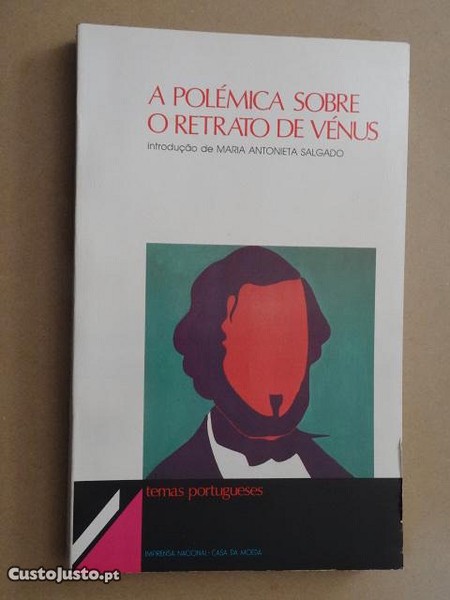 A POLÉMICA SOBRE
O RETRATO DE VÉNUS
introdução de MARIA ANTONIETA SALGADO
temas portugueses
IMPRENSA NACIONAL - CASA DA MOEDA
CustoJusto.pt